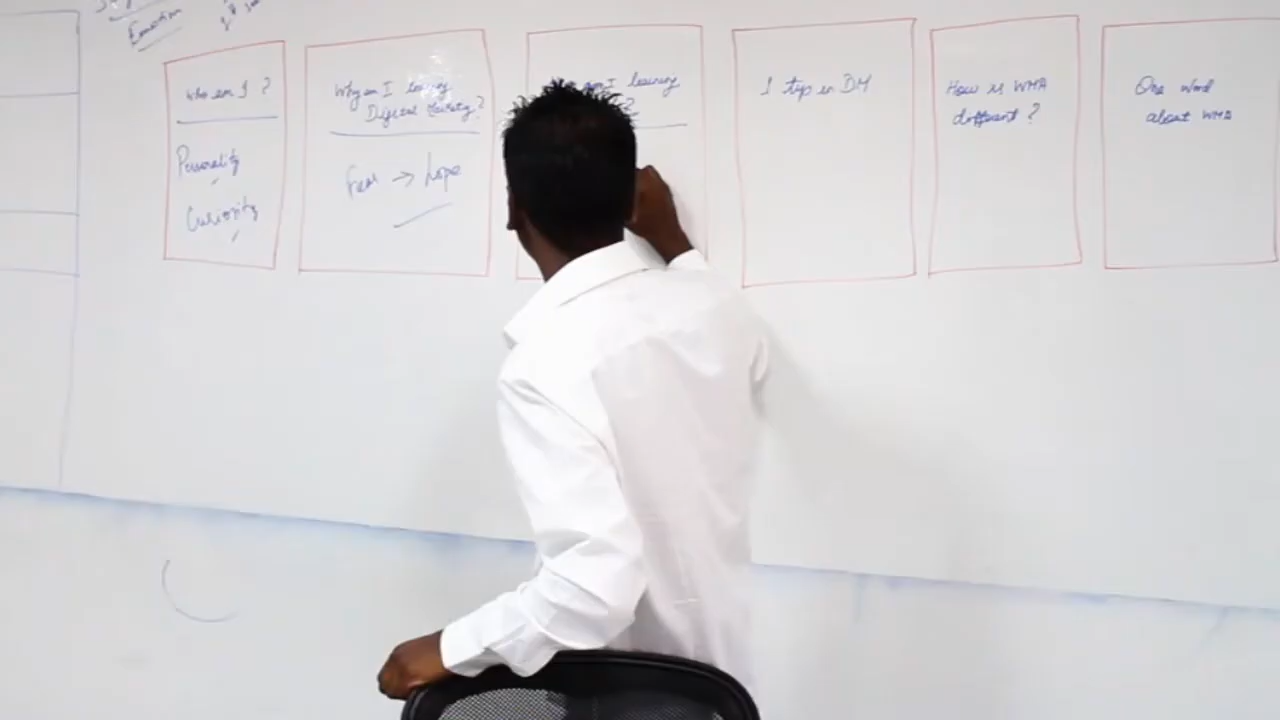 Emotion
Who am I ?
Personality
Curiosity
Why am I learning
Digital Marketing ?
Fear → hope
am I learning
?
1 tip in DM
How is WMA
different ?
One Word
about WMA